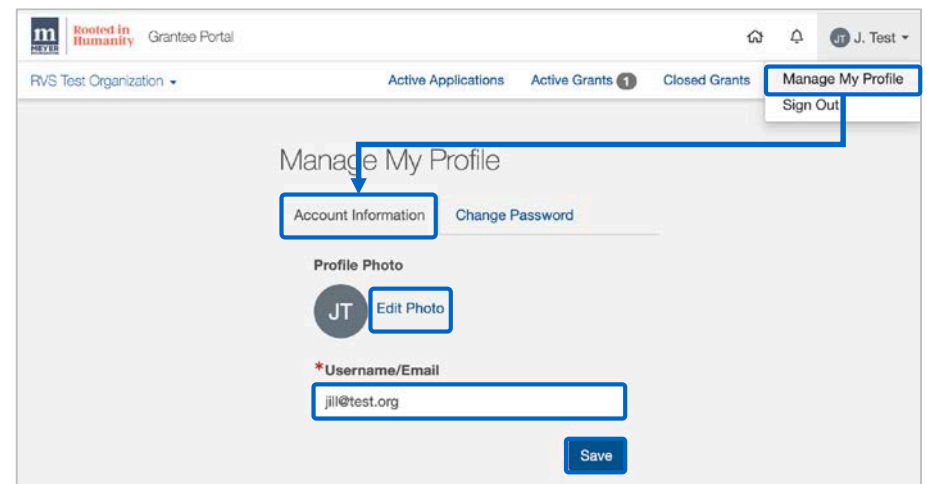 m
MEYER
Rooted in
Humanity
Grantee Portal
JT J. Test
RVS Test Organization
Active Applications Active Grants 1 Closed Grants
Manage My Profile
Sign Out
Manage My Profile
Account Information Change Password
Profile Photo
JT Edit Photo
*Username/Email
jill@test.org
Save